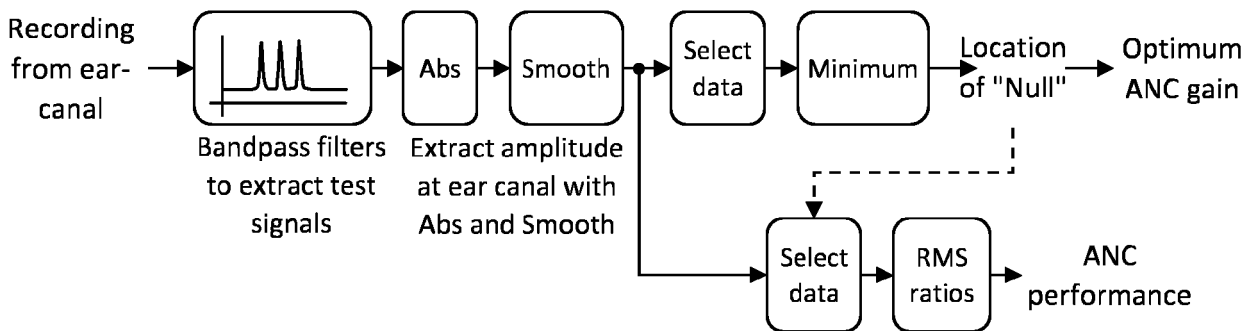 Recording
from ear-
canal
Abs
Smooth
Select
data
Minimum
Location
of "Null"
Optimum
ANC gain
Bandpass filters
to extract test
signals
Extract amplitude
at ear canal with
Abs and Smooth
Select
data
RMS
ratios
ANC
performance